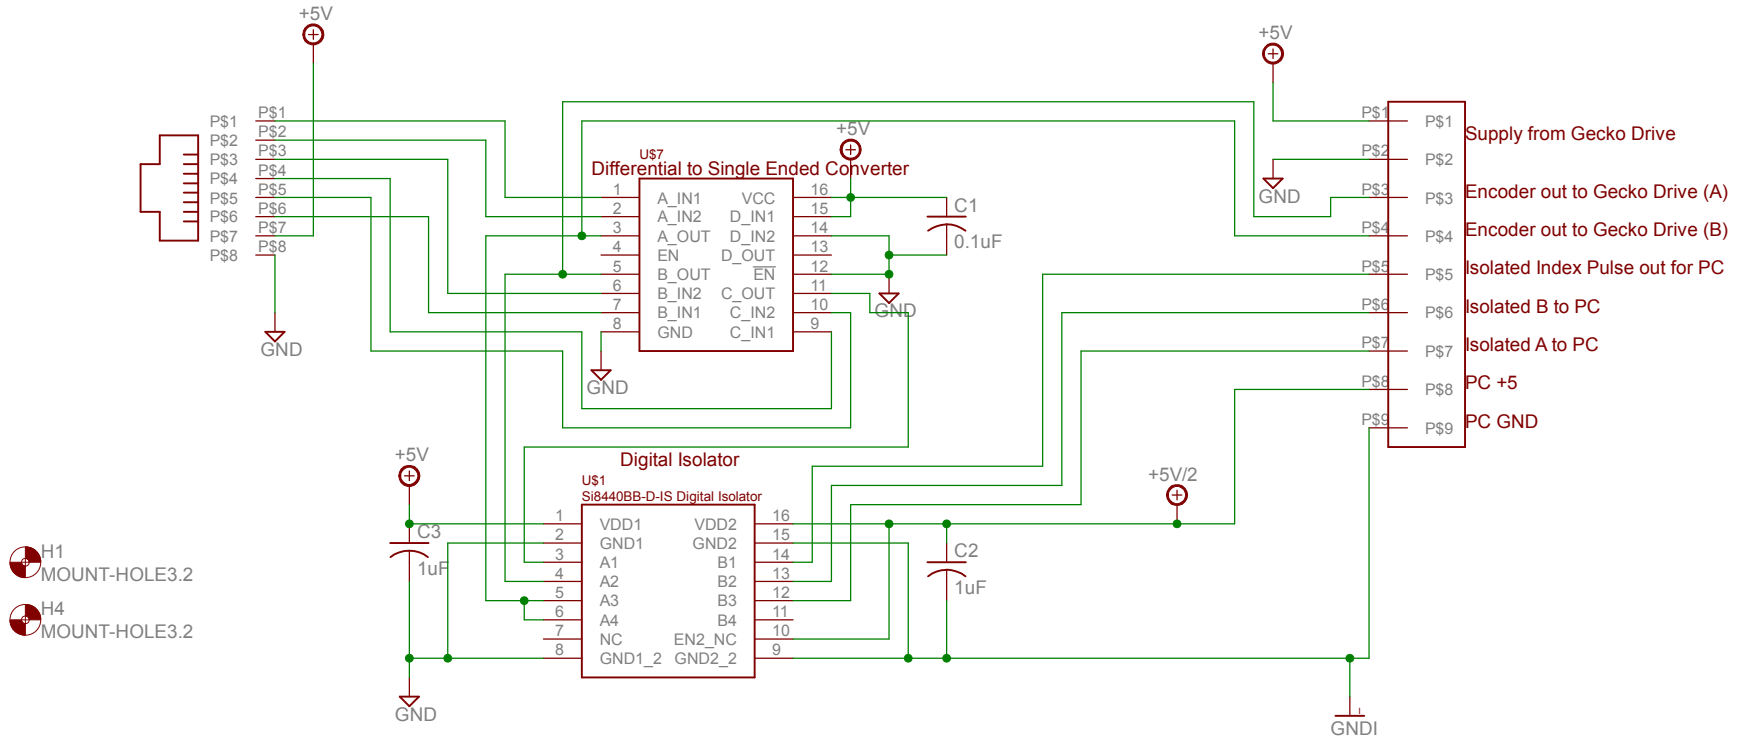 +5V
P$1 P$1
P$2 P$2
P$3 P$3
P$4 P$4
P$5 P$5
P$6 P$6
P$7 P$7
P$8 P$8
GND
+5V
U$7
Differential to Single Ended Converter
1 A_IN1 VCC 16
2 A_IN2 D_IN1 15
3 A_OUT D_IN2 14
4 EN D_OUT 13
5 B_OUT EN 12
6 B_IN2 C_OUT 11
7 B_IN1 C_IN2 10
8 GND C_IN1 9
GND
C1
0.1uF
GND
+5V
P$1 P$1 Supply from Gecko Drive
P$2 P$2
GND
P$3 P$3 Encoder out to Gecko Drive (A)
P$4 P$4 Encoder out to Gecko Drive (B)
P$5 P$5 Isolated Index Pulse out for PC
P$6 P$6 Isolated B to PC
P$7 P$7 Isolated A to PC
P$8 P$8 PC +5
P$9 P$9 PC GND
+5V
C3
1uF
GND
Digital Isolator
U$1
Si8440BB-D-IS Digital Isolator
1 VDD1 VDD2 16
2 GND1 GND2 15
3 A1 B1 14
4 A2 B2 13
5 A3 B3 12
6 A4 B4 11
7 NC EN2_NC 10
8 GND1_2 GND2_2 9
C2
1uF
+5V/2
GNDI
H1
MOUNT-HOLE3.2
H4
MOUNT-HOLE3.2